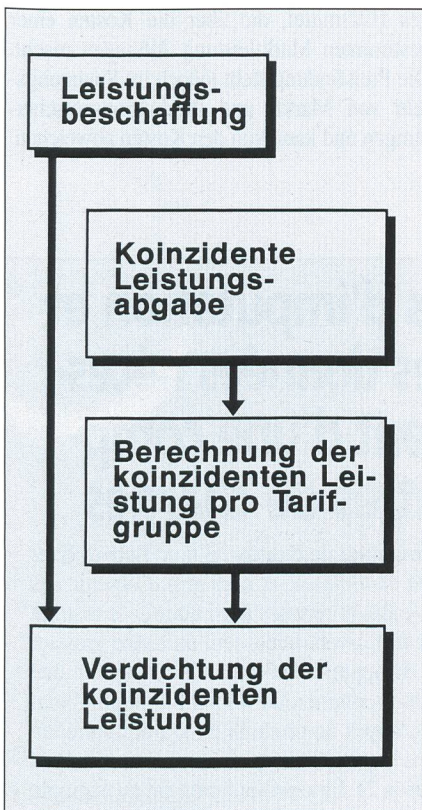 Leistungs-
beschaffung
Koinzidente
Leistungs-
abgabe
Berechnung der
koinzidenten Lei-
stung pro Tarif-
gruppe
Verdichtung der
koinzidenten
Leistung